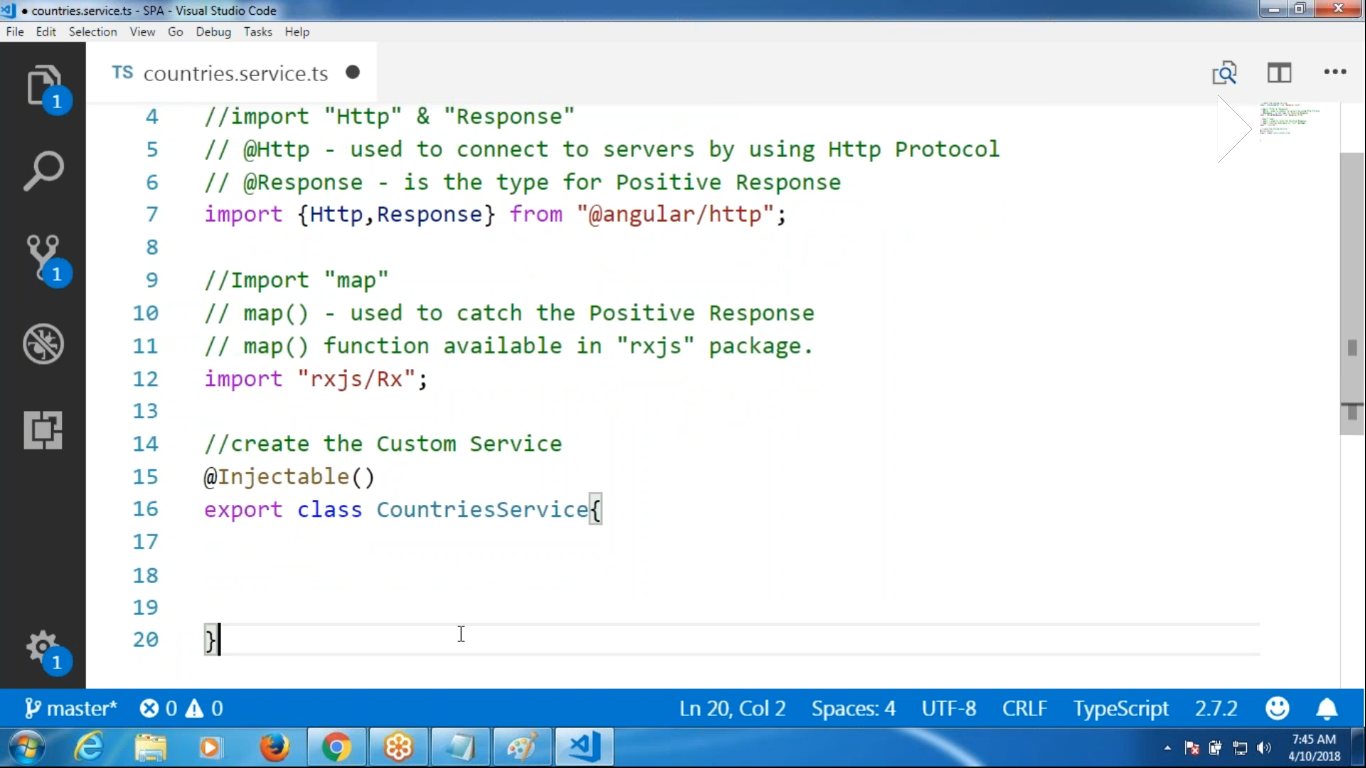 countries.service.ts - SPA - Visual Studio Code
File Edit Selection View Go Debug Tasks Help
TS countries.service.ts
4 //import "Http" & "Response"
5 // @Http - used to connect to servers by using Http Protocol
6 // @Response - is the type for Positive Response
7 import {Http,Response} from "@angular/http";
8
9 //Import "map"
10 // map() - used to catch the Positive Response
11 // map() function available in "rxjs" package.
12 import "rxjs/Rx";
13
14 //create the Custom Service
15 @Injectable()
16 export class CountriesService{
17
18
19
20 }
1
1
1
master* 0 0 Ln 20, Col 2 Spaces: 4 UTF-8 CRLF TypeScript 2.7.2
7:45 AM
4/10/2018